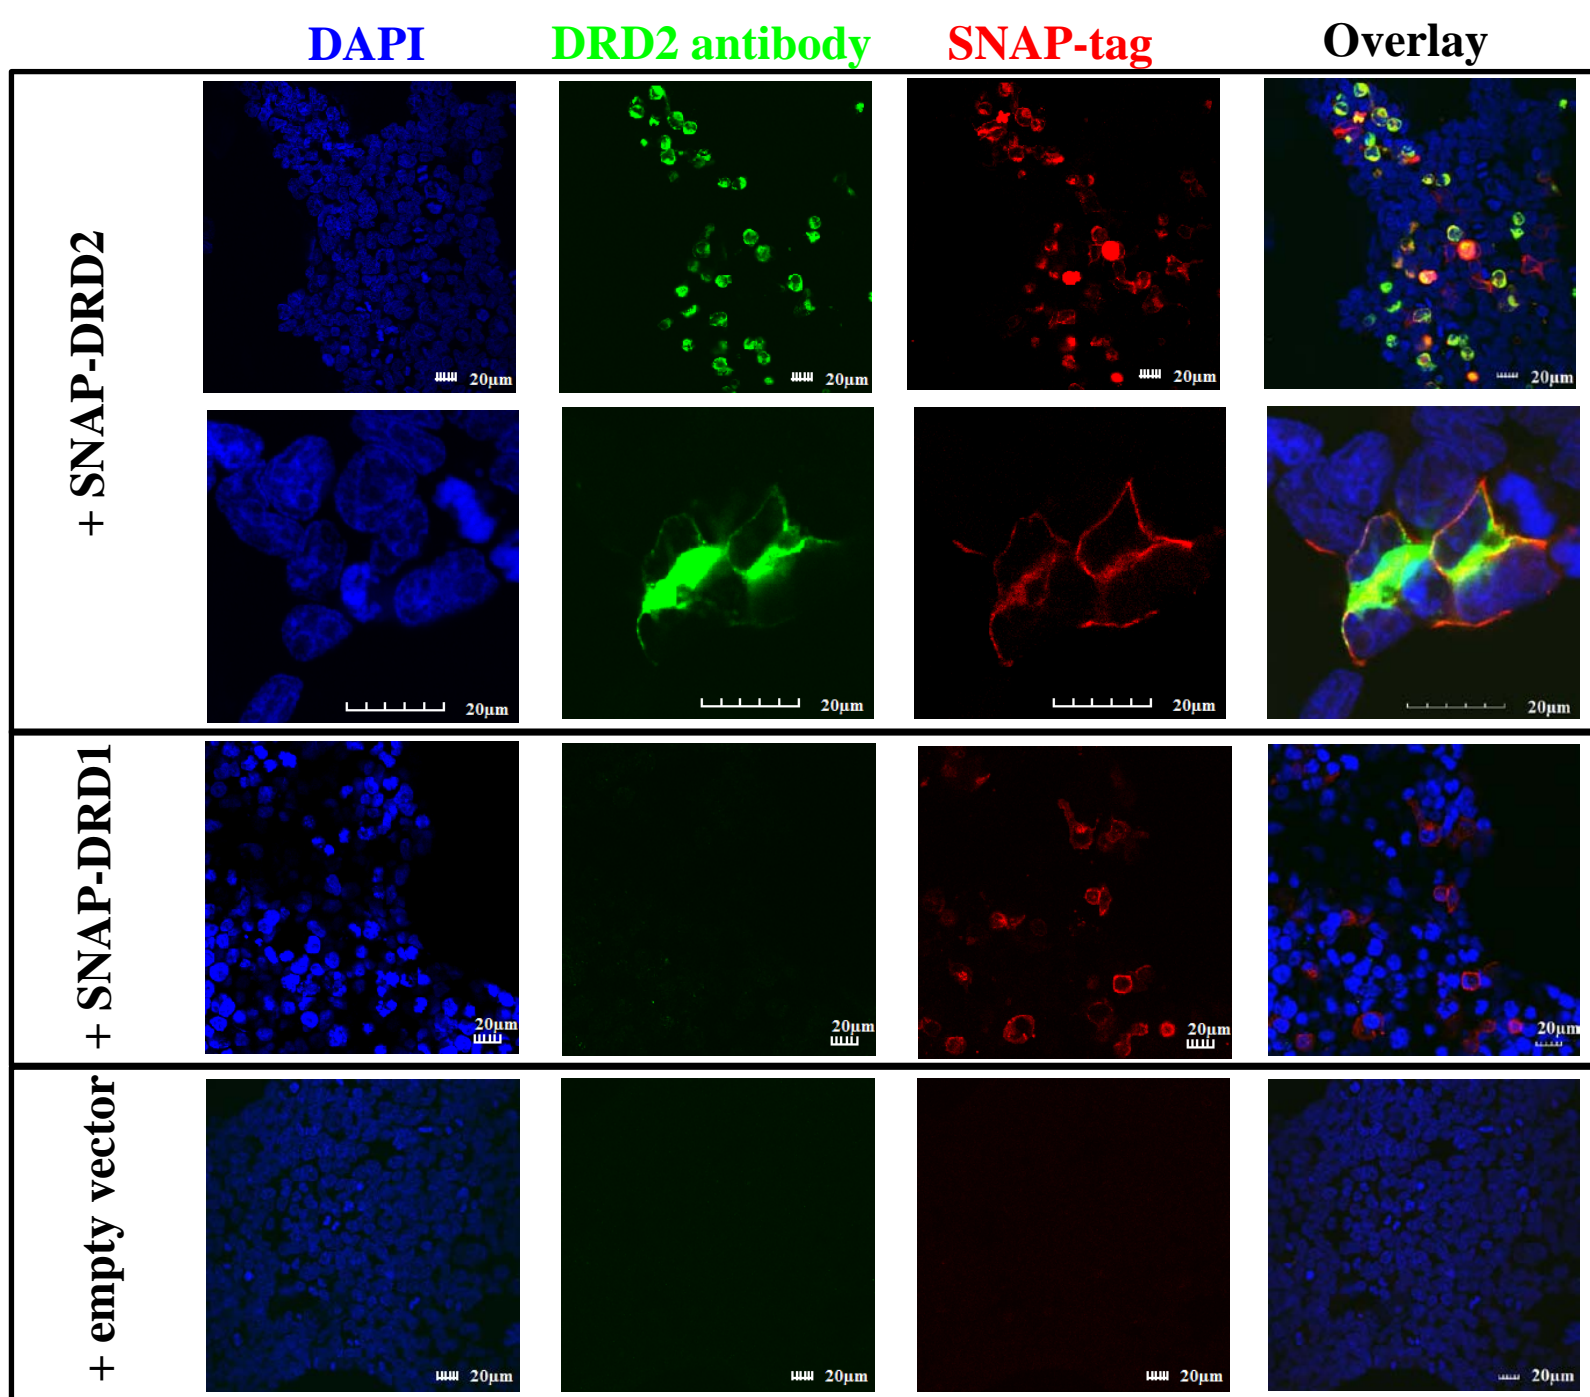 DAPI DRD2 antibody SNAP-tag Overlay
+ SNAP-DRD2
20μm 20μm 20μm 20μm
20μm 20μm 20μm 20μm
+ SNAP-DRD1
20μm 20μm 20μm 20μm
+ empty vector
20μm 20μm 20μm 20μm